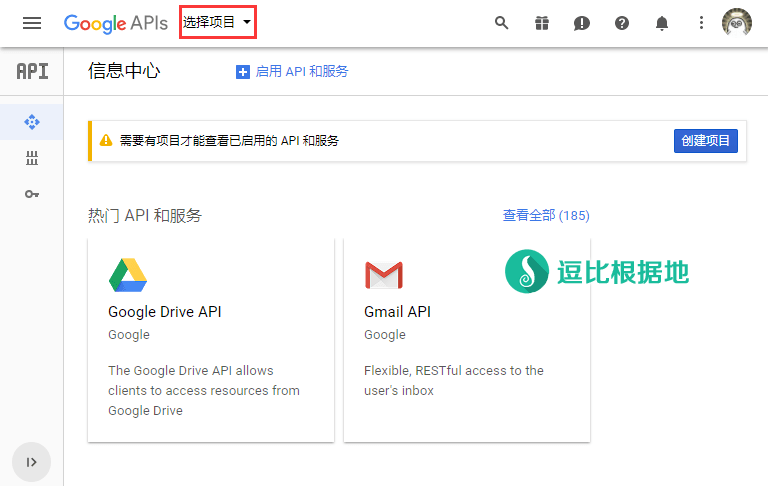 Google APIs 选择项目
API 信息中心 启用 API 和服务
需要有项目才能查看已启用的 API 和服务 创建项目
热门 API 和服务 查看全部 (185)
逗比根据地
Google Drive API
Google
The Google Drive API allows
clients to access resources from
Google Drive
Gmail API
Google
Flexible, RESTful access to the
user's inbox